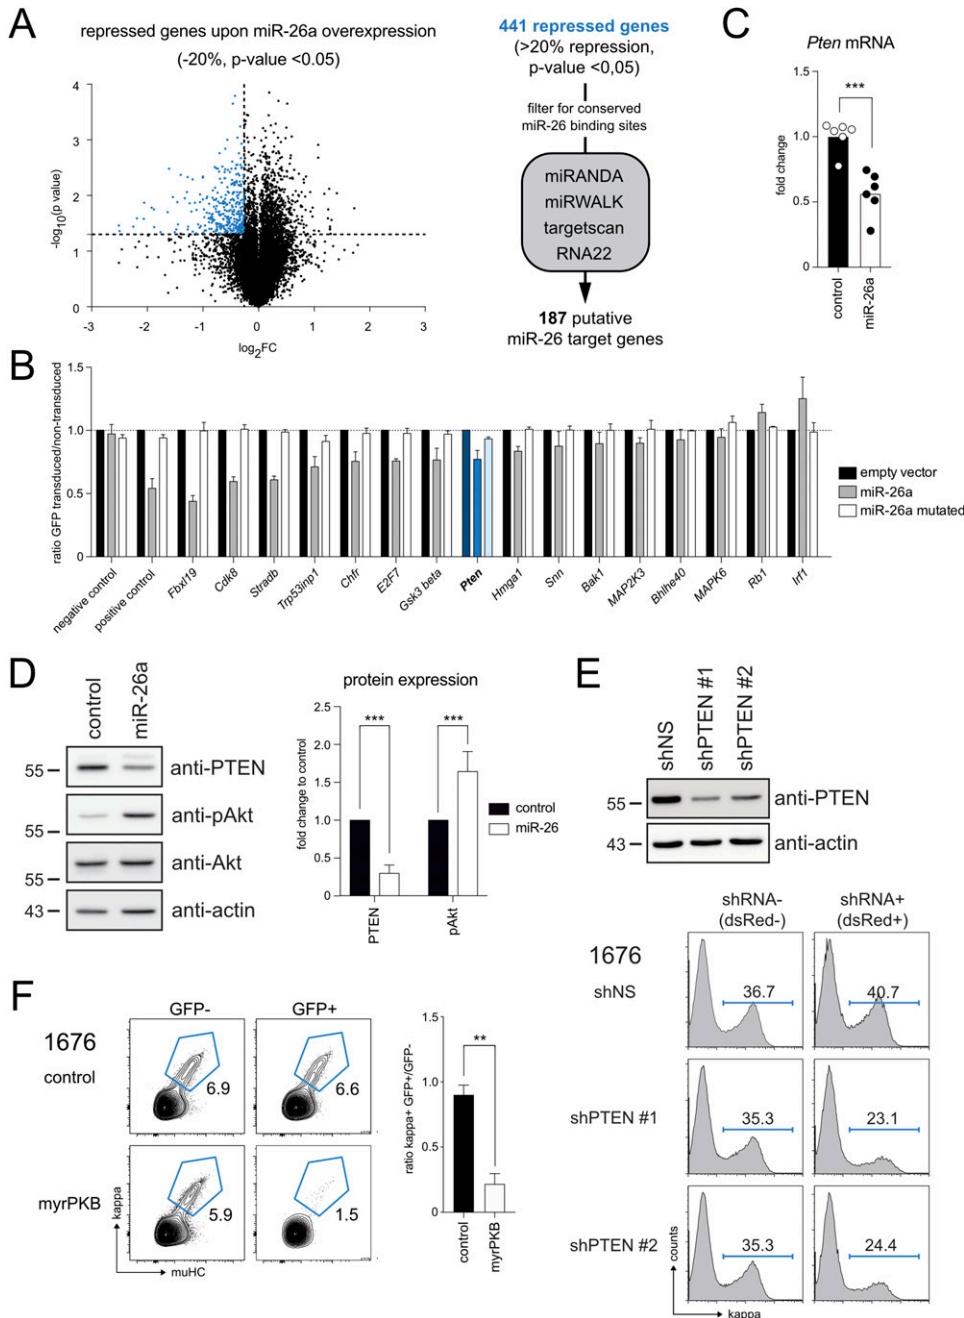 A
repressed genes upon miR-26a overexpression
(-20%, p-value <0.05)
-log10(p value)
4
3
2
1
0
-3
-2
-1
0
1
2
3
log2FC
441 repressed genes
(>20% repression,
p-value <0,05)
filter for conserved
miR-26 binding sites
miRANDA
miRWALK
targetscan
RNA22
187 putative
miR-26 target genes
C
Pten mRNA
fold change
1.5
1.0
0.5
0
***
control
miR-26a
B
ratio GFP transduced/non-transduced
1.5
1.0
0.5
0
negative control
positive control
Fbxl19
Cdk8
Stradb
Trp53inp1
Chfr
E2F7
Gsk3 beta
Pten
Hmga1
Snn
Bak1
MAP2K3
Bhlhe40
MAPK6
Rb1
Irf1
empty vector
miR-26a
miR-26a mutated
D
control
miR-26a
55
anti-PTEN
55
anti-pAkt
55
anti-Akt
43
anti-actin
protein expression
fold change to control
2.5
2.0
1.5
1.0
0.5
0
***
***
PTEN
pAkt
control
miR-26
E
shNS
shPTEN #1
shPTEN #2
55
anti-PTEN
43
anti-actin
shRNA-
(dsRed-)
shRNA+
(dsRed+)
1676
shNS
36.7
40.7
shPTEN #1
35.3
23.1
shPTEN #2
35.3
24.4
counts
kappa
F
GFP-
GFP+
1676
control
6.9
6.6
myrPKB
5.9
1.5
kappa
muHC
ratio kappa+ GFP+/GFP-
1.5
1.0
0.5
0
**
control
myrPKB